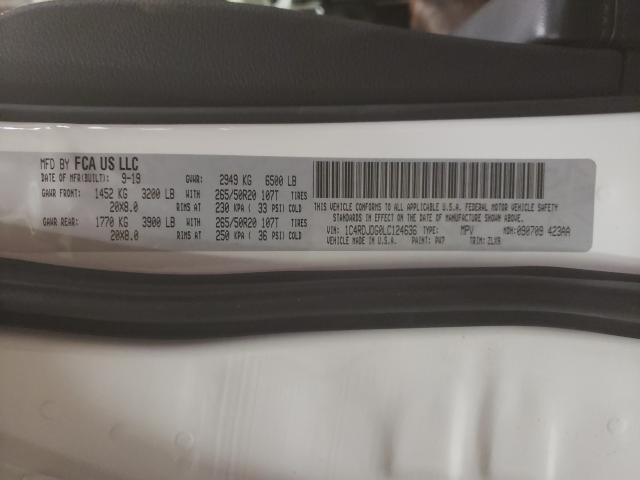 MFD BY FCA US LLC
DATE OF MFR(BUILT): 9-19 GVWR: 2949 KG 6500 LB
GAWR FRONT: 1452 KG 3200 LB WITH 265/50R20 107T TIRES
20X8.0 RIMS AT 230 KPA ( 33 PSI) COLD
GAWR REAR: 1770 KG 3900 LB WITH 265/50R20 107T TIRES
20X8.0 RIMS AT 250 KPA ( 36 PSI) COLD
THIS VEHICLE CONFORMS TO ALL APPLICABLE U.S.A. FEDERAL MOTOR VEHICLE SAFETY
STANDARDS IN EFFECT ON THE DATE OF MANUFACTURE SHOWN ABOVE.
VIN: 1C4RDJDG0LC124636 TYPE: MPV MDH: 090709 423AA
VEHICLE MADE IN U.S.A. PAINT: PW7 TRIM: ZLX9